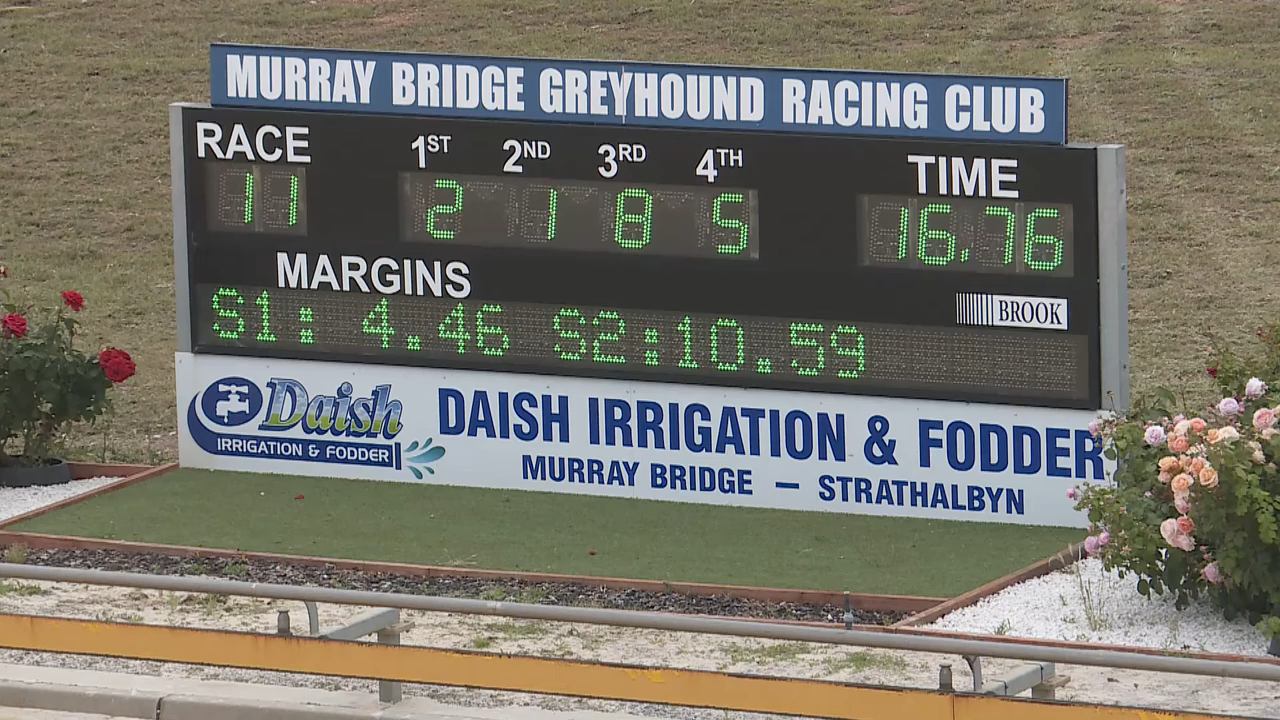 MURRAY BRIDGE GREYHOUND RACING CLUB
RACE 1ST 2ND 3RD 4TH TIME
11 2 1 8 5 16.76
MARGINS
BROOK
S1: 4.46 S2:10.59
Daish
IRRIGATION & FODDER
DAISH IRRIGATION & FODDER
MURRAY BRIDGE – STRATHALBYN